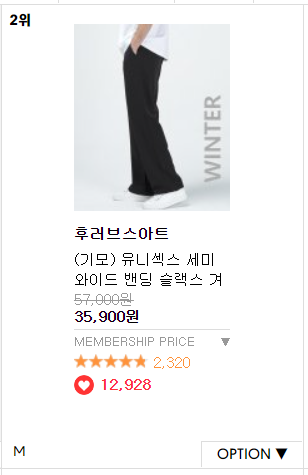 2위
WINTER
후러브스아트
(기모) 유니섹스 세미
와이드 밴딩 슬랙스 겨
57,000원
35,900원
MEMBERSHIP PRICE ▼
2,320
12,928
M
OPTION ▼